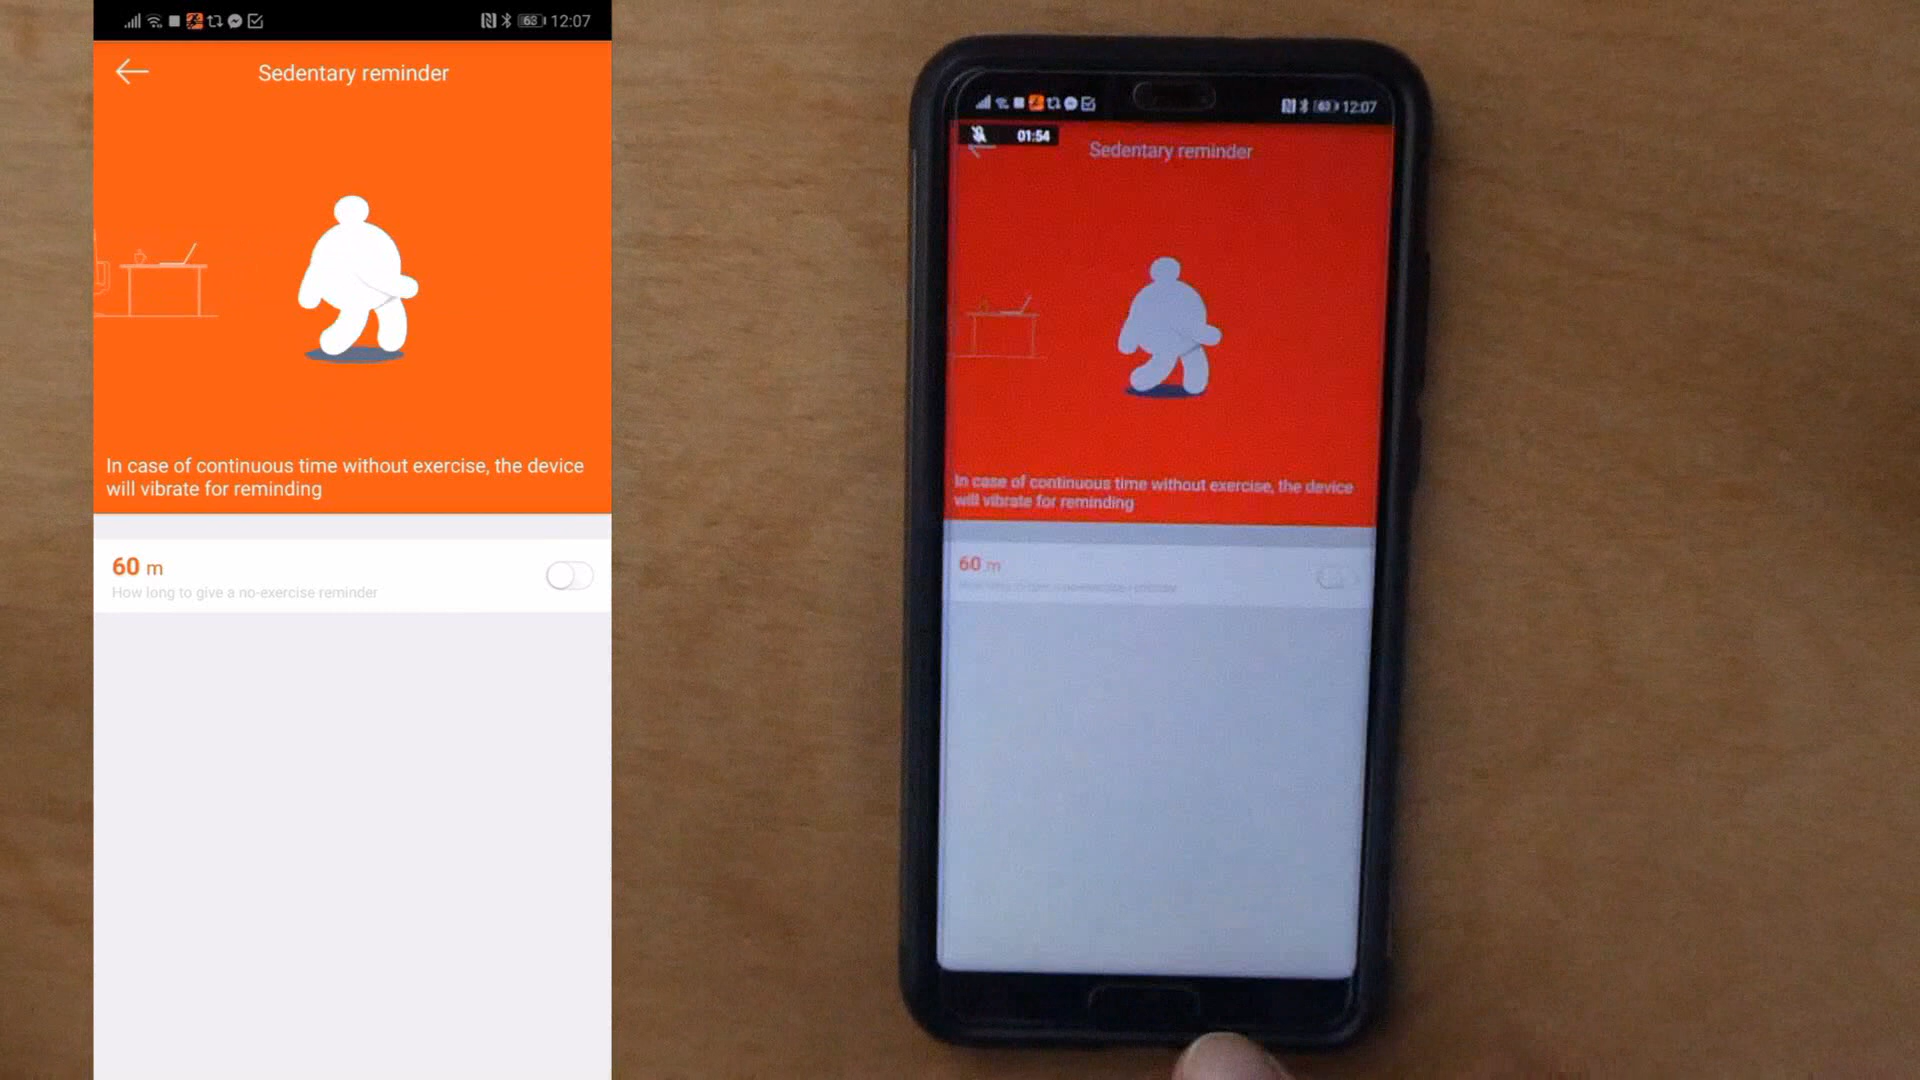 63 12:07
Sedentary reminder
In case of continuous time without exercise, the device
will vibrate for reminding
60 m
How long to give a no-exercise reminder
63 12:07
01:54
Sedentary reminder
In case of continuous time without exercise, the device
will vibrate for reminding
60 m